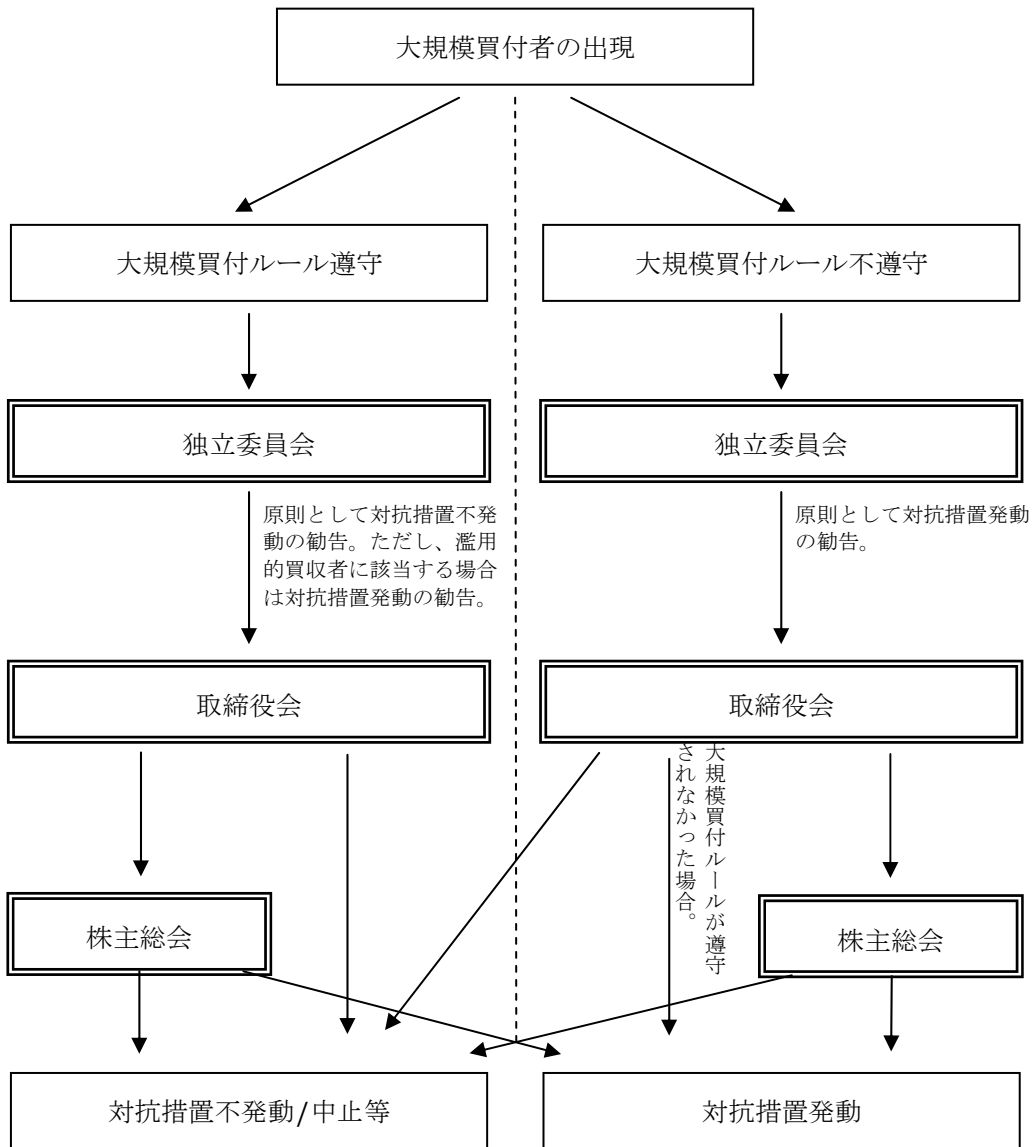 大規模買付者の出現
大規模買付ルール遵守
大規模買付ルール不遵守
独立委員会
独立委員会
原則として対抗措置不発
動の勧告。ただし、濫用
的買収者に該当する場合
は対抗措置発動の勧告。
原則として対抗措置発動
の勧告。
取締役会
取締役会
大規模買付ルールが遵守
されなかった場合。
株主総会
株主総会
対抗措置不発動/中止等
対抗措置発動